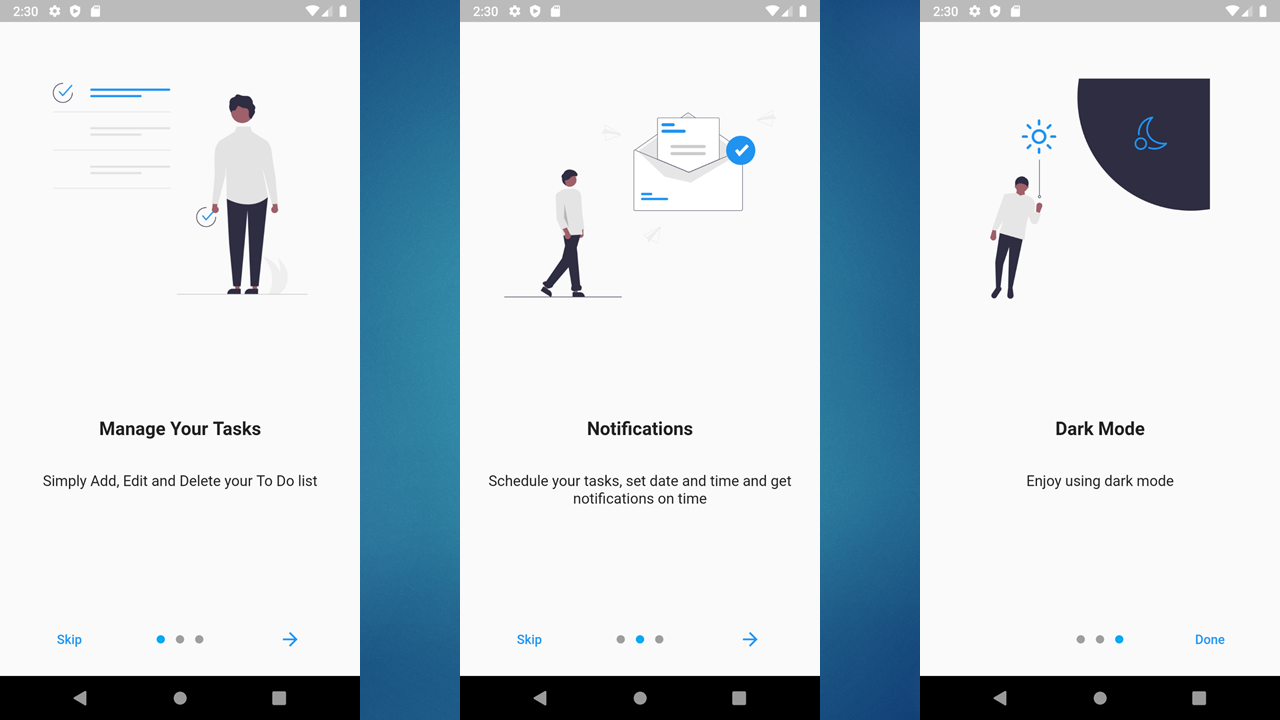 2:30
Manage Your Tasks
Simply Add, Edit and Delete your To Do list
Skip
2:30
Notifications
Schedule your tasks, set date and time and get
notifications on time
Skip
2:30
Dark Mode
Enjoy using dark mode
Done